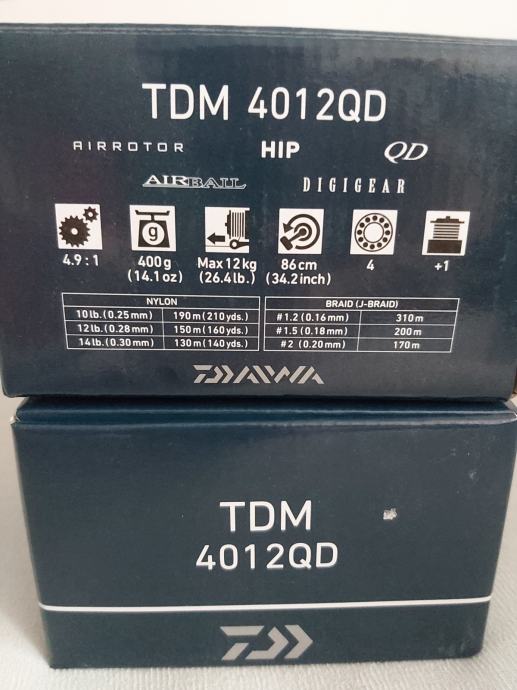 TDM 4012QD
AIRROTOR HIP QD
AIRBAIL DIGIGEAR
g
4.9 : 1 400g Max 12kg 86cm 4 +1
(14.1oz) (26.4lb.) (34.2inch)
NYLON BRAID (J-BRAID)
10lb. (0.25mm) 190m (210yds.) #1.2 (0.16mm) 310m
12lb. (0.28mm) 150m (160yds.) #1.5 (0.18mm) 200m
14lb. (0.30mm) 130m (140yds.) #2 (0.20mm) 170m
DAIWA
TDM
4012QD